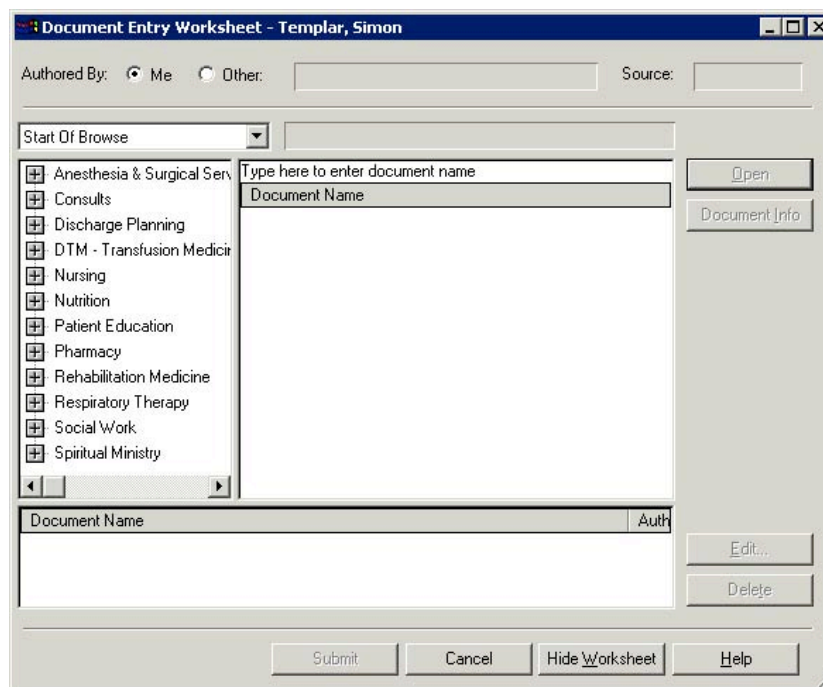 Document Entry Worksheet - Templar, Simon
Authored By: Me Other: Source:
Start Of Browse
Type here to enter document name
Document Name
Anesthesia & Surgical Serv
Consults
Discharge Planning
DTM - Transfusion Medicin
Nursing
Nutrition
Patient Education
Pharmacy
Rehabilitation Medicine
Respiratory Therapy
Social Work
Spiritual Ministry
Open
Document Info
Document Name Auth
Edit...
Delete
Submit Cancel Hide Worksheet Help